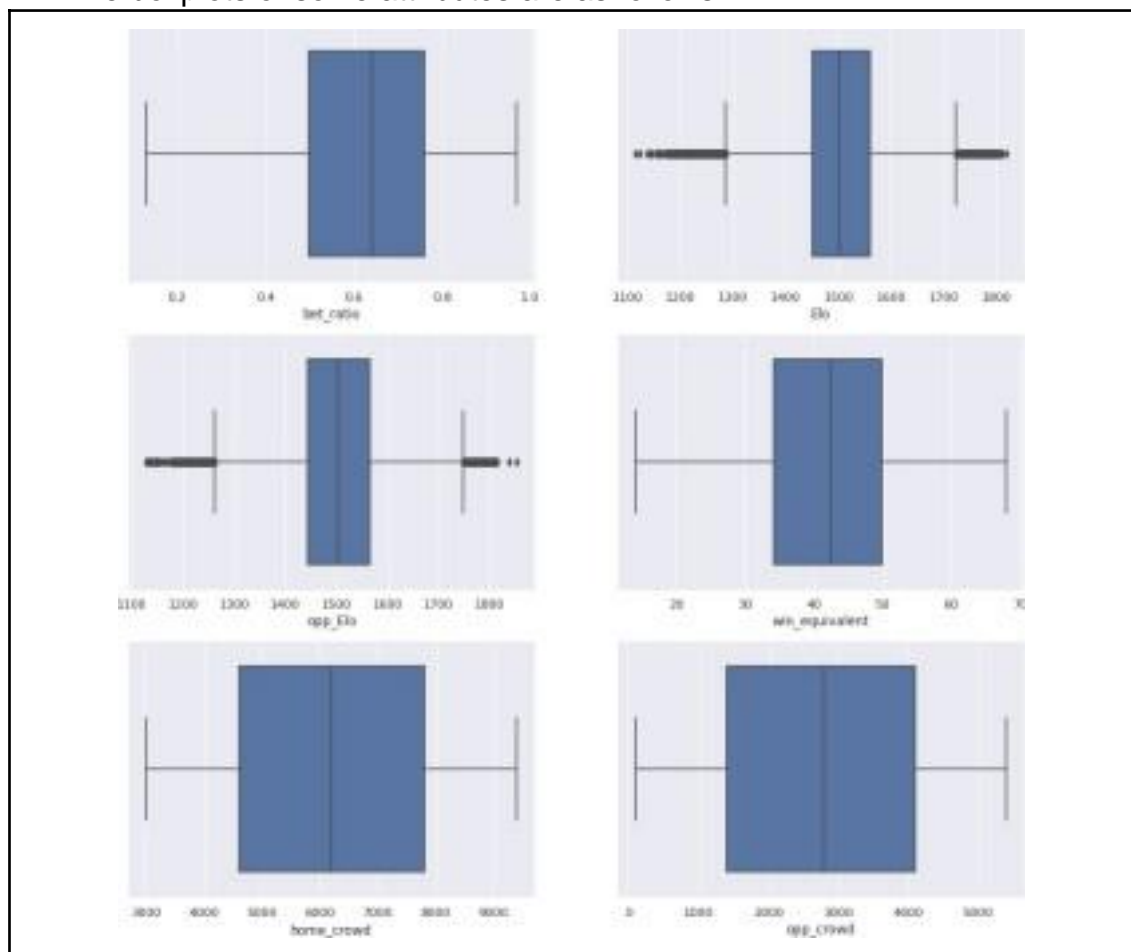 plots of some attributes are as follows
0.2 0.4 0.6 0.8 1.0
bet_ratio
1100 1200 1300 1400 1500 1600 1700 1800
Elo
1100 1200 1300 1400 1500 1600 1700 1800
opp_Elo
20 30 40 50 60 70
win_equivalent
3000 4000 5000 6000 7000 8000 9000
home_crowd
0 1000 2000 3000 4000 5000
opp_crowd